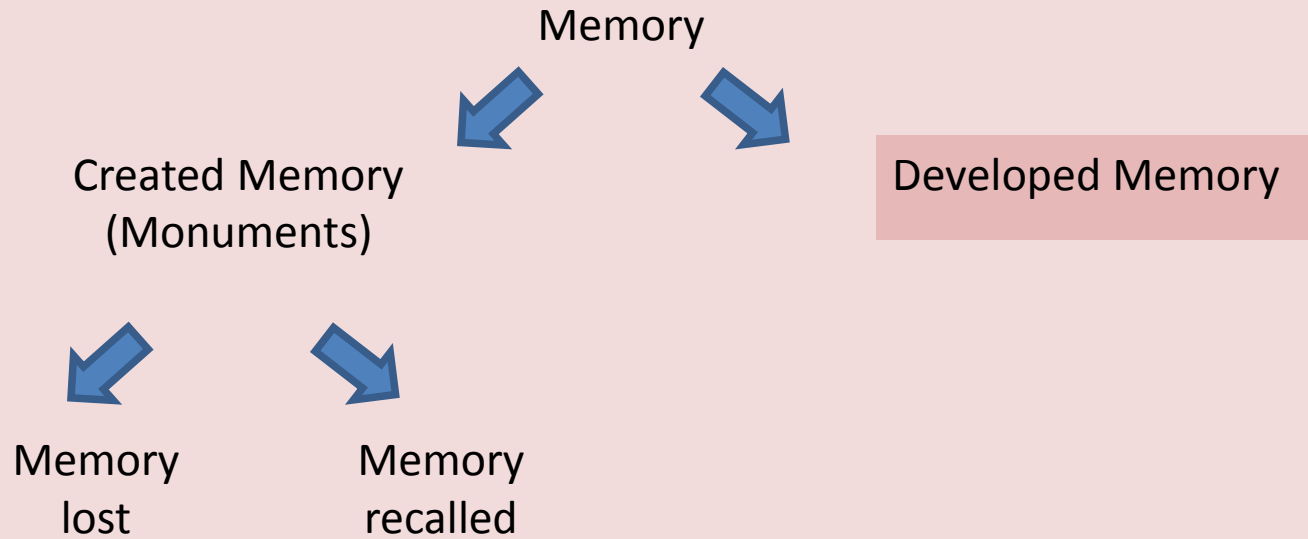 Memory
Created Memory
(Monuments)
Developed Memory
Memory
lost
Memory
recalled